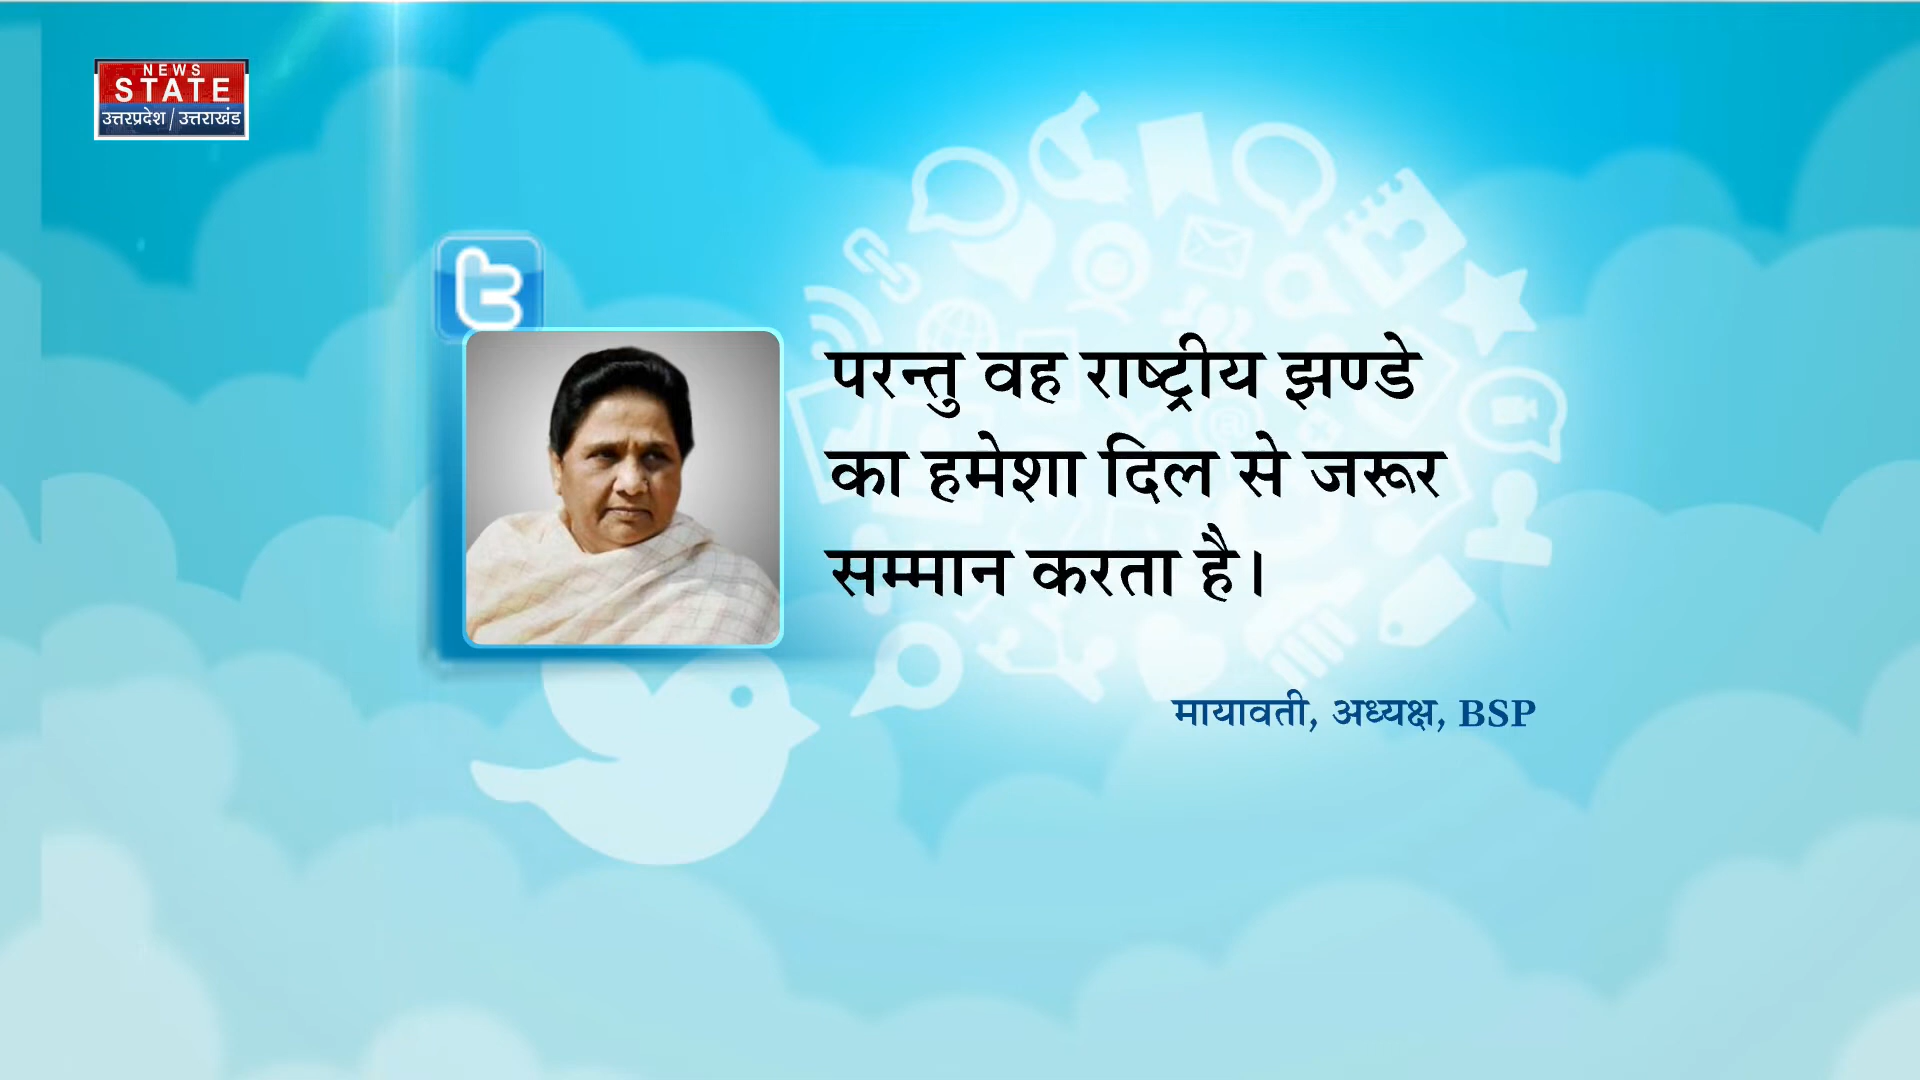 NEWS
STATE
उत्तरप्रदेश/उत्तराखंड
परन्तु वह राष्ट्रीय झण्डे
का हमेशा दिल से जरूर
सम्मान करता है।
मायावती, अध्यक्ष, BSP